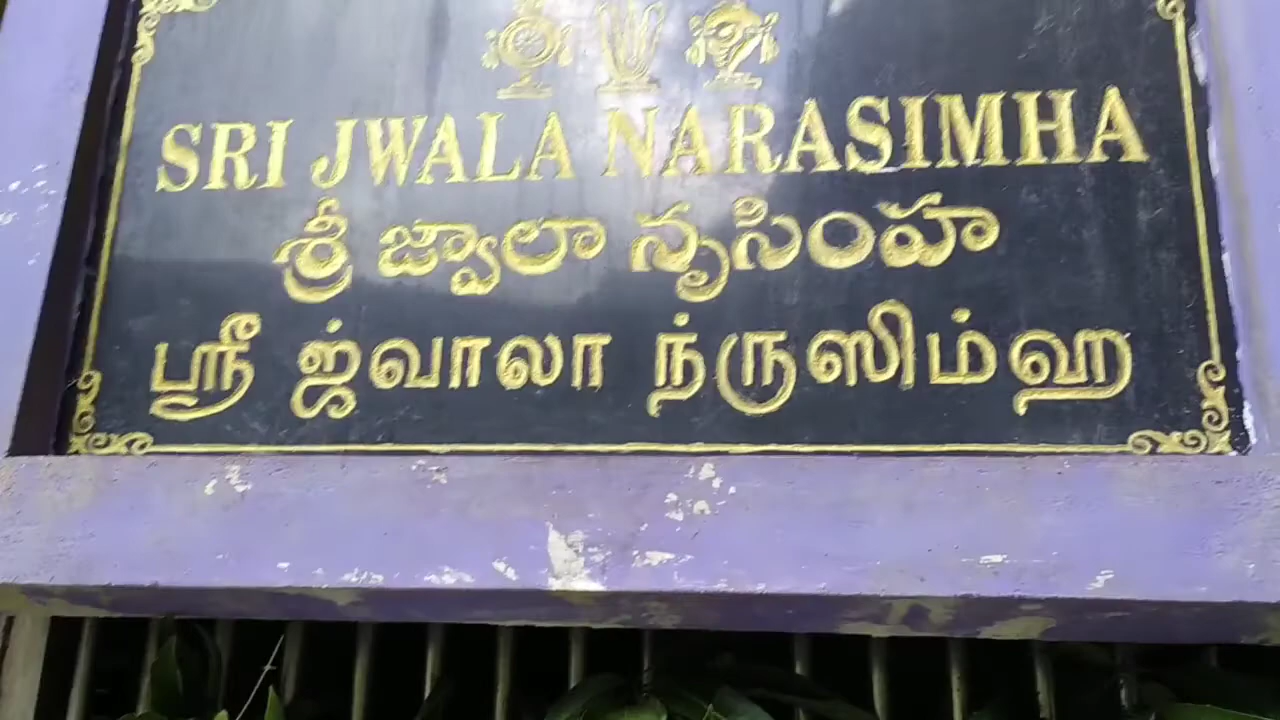 SRI JWALA NARASIMHA
శ్రీ జ్వాలా నృసింహ
ஸ்ரீ ஜ்வாலா ந்ருஸிம்ஹ